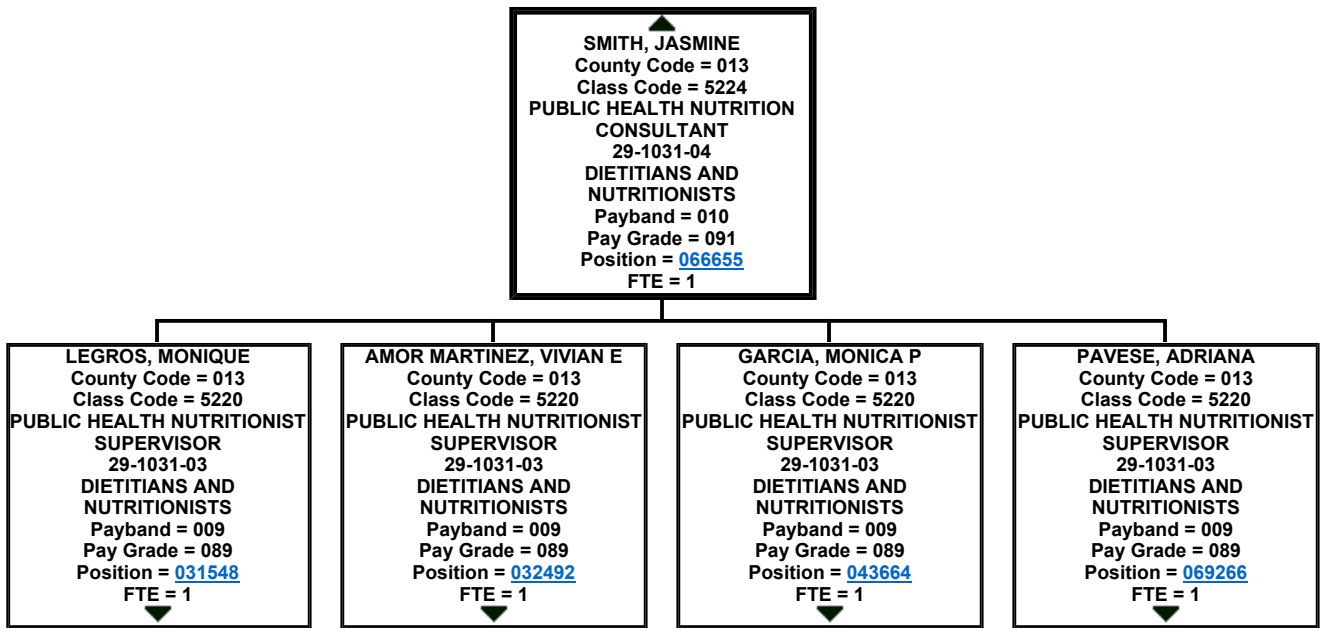 SMITH, JASMINE
County Code = 013
Class Code = 5224
PUBLIC HEALTH NUTRITION
CONSULTANT
29-1031-04
DIETITIANS AND
NUTRITIONISTS
Payband = 010
Pay Grade = 091
Position = 066655
FTE = 1
LEGROS, MONIQUE
County Code = 013
Class Code = 5220
PUBLIC HEALTH NUTRITIONIST
SUPERVISOR
29-1031-03
DIETITIANS AND
NUTRITIONISTS
Payband = 009
Pay Grade = 089
Position = 031548
FTE = 1
AMOR MARTINEZ, VIVIAN E
County Code = 013
Class Code = 5220
PUBLIC HEALTH NUTRITIONIST
SUPERVISOR
29-1031-03
DIETITIANS AND
NUTRITIONISTS
Payband = 009
Pay Grade = 089
Position = 032492
FTE = 1
GARCIA, MONICA P
County Code = 013
Class Code = 5220
PUBLIC HEALTH NUTRITIONIST
SUPERVISOR
29-1031-03
DIETITIANS AND
NUTRITIONISTS
Payband = 009
Pay Grade = 089
Position = 043664
FTE = 1
PAVESE, ADRIANA
County Code = 013
Class Code = 5220
PUBLIC HEALTH NUTRITIONIST
SUPERVISOR
29-1031-03
DIETITIANS AND
NUTRITIONISTS
Payband = 009
Pay Grade = 089
Position = 069266
FTE = 1